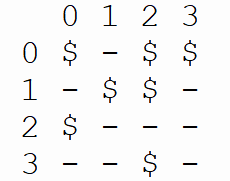 0 1 2 3
0 $ - $ $
1 - $ $ -
2 $ - - -
3 - - $ -